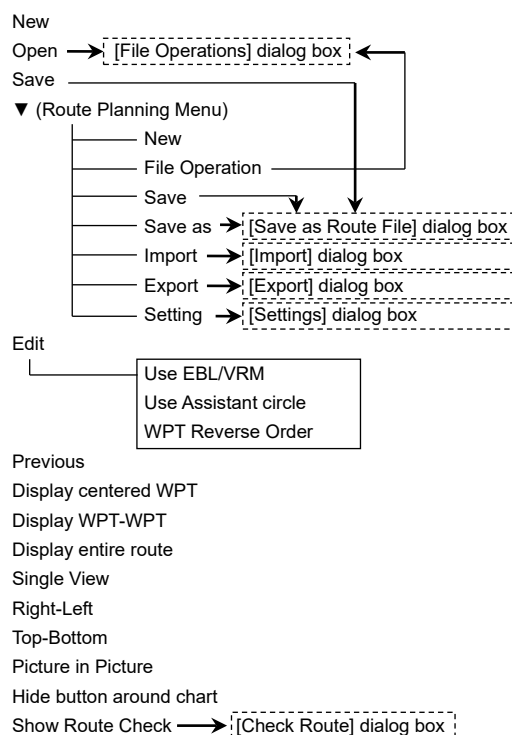 New
Open [File Operations] dialog box
Save
▼ (Route Planning Menu)
New
File Operation
Save
Save as [Save as Route File] dialog box
Import [Import] dialog box
Export [Export] dialog box
Setting [Settings] dialog box
Edit
Use EBL/VRM
Use Assistant circle
WPT Reverse Order
Previous
Display centered WPT
Display WPT-WPT
Display entire route
Single View
Right-Left
Top-Bottom
Picture in Picture
Hide button around chart
Show Route Check [Check Route] dialog box